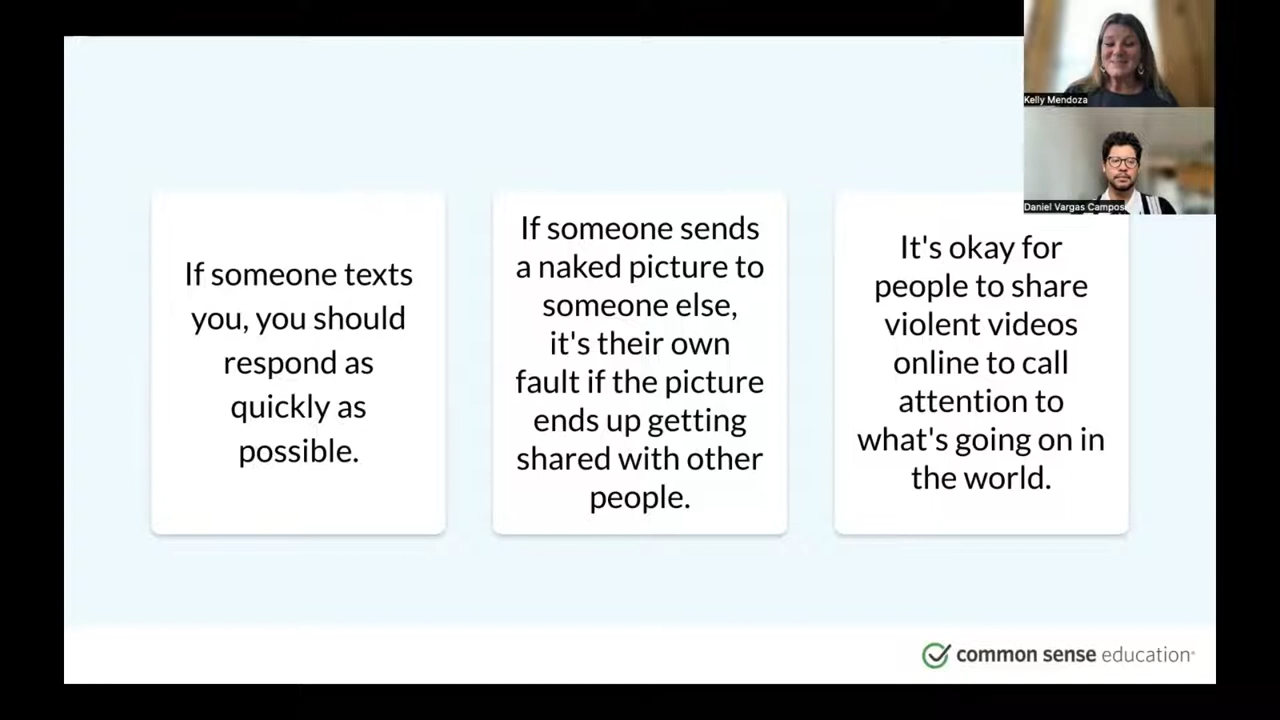 If someone texts
you, you should
respond as
quickly as
possible.
If someone sends
a naked picture to
someone else,
it's their own
fault if the picture
ends up getting
shared with other
people.
It's okay for
people to share
violent videos
online to call
attention to
what's going on in
the world.
Kelly Mendoza
Daniel Vargas Campos
common sense education